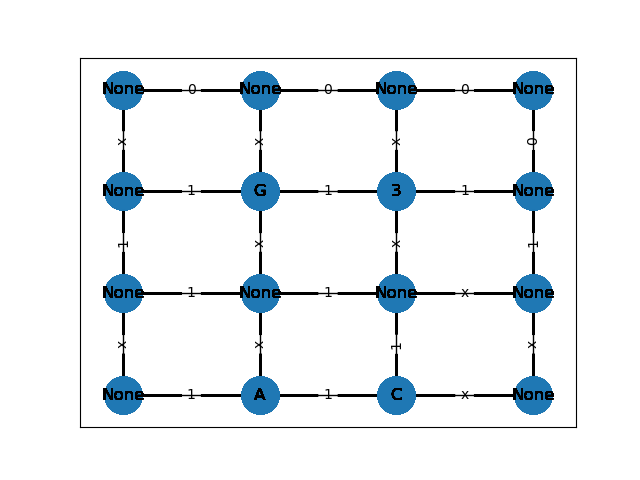 None 0 None 0 None 0 None
x x x 0
None 1 G 1 3 1 None
1 x x 1
None 1 None 1 None x None
x x 1 x
None 1 A 1 C x None